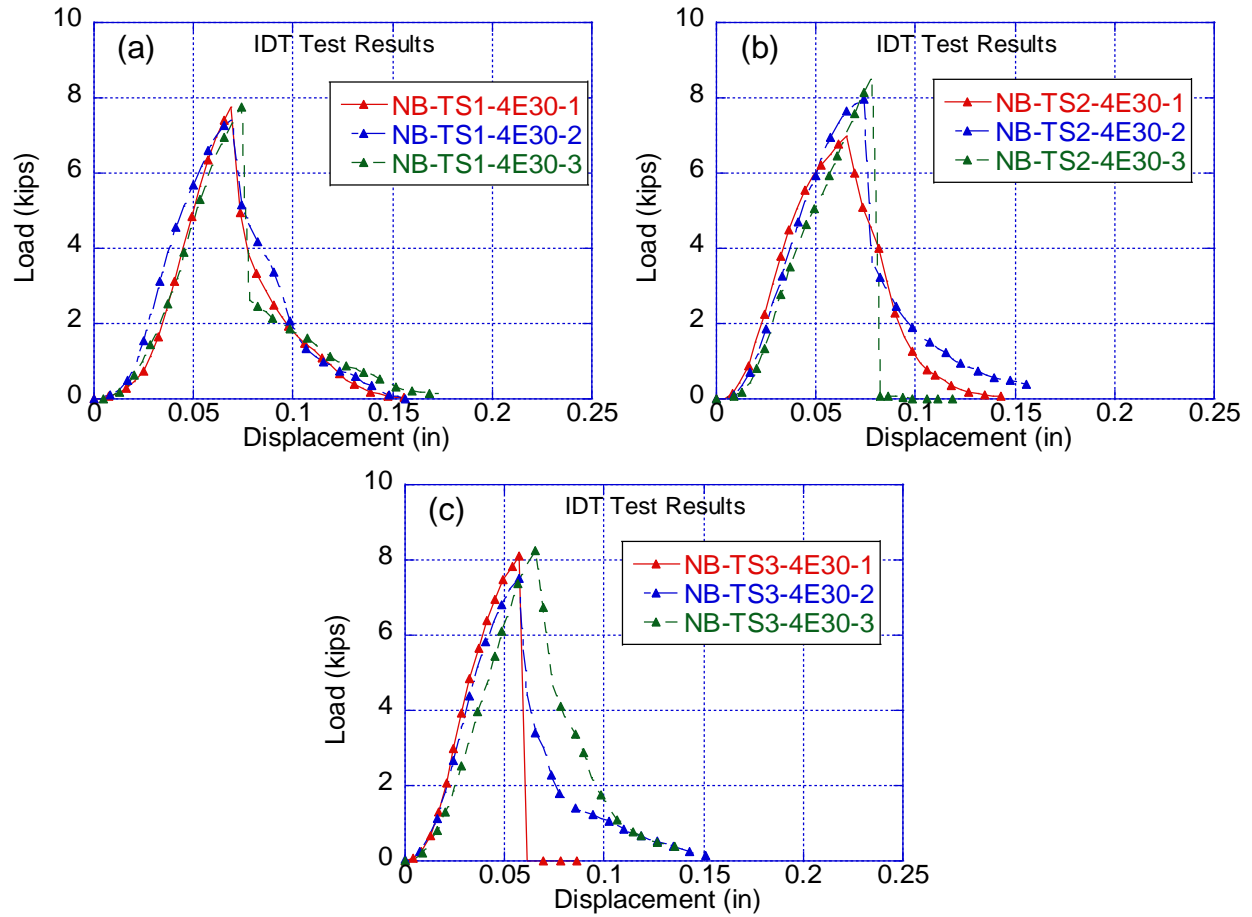 (a)
IDT Test Results
NB-TS1-4E30-1
NB-TS1-4E30-2
NB-TS1-4E30-3
Load (kips)
10
8
6
4
2
0
0 0.05 0.1 0.15 0.2 0.25
Displacement (in)
(b)
IDT Test Results
NB-TS2-4E30-1
NB-TS2-4E30-2
NB-TS2-4E30-3
Load (kips)
10
8
6
4
2
0
0 0.05 0.1 0.15 0.2 0.25
Displacement (in)
(c)
IDT Test Results
NB-TS3-4E30-1
NB-TS3-4E30-2
NB-TS3-4E30-3
Load (kips)
10
8
6
4
2
0
0 0.05 0.1 0.15 0.2 0.25
Displacement (in)